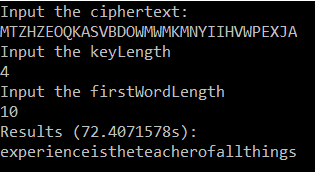 Input the ciphertext:
MTZHZEOQKASVBDOWMWMKMNYIIHVWPEXJA
Input the keyLength
4
Input the firstWordLength
10
Results (72.4071578s):
experienceistheteacherofallthings